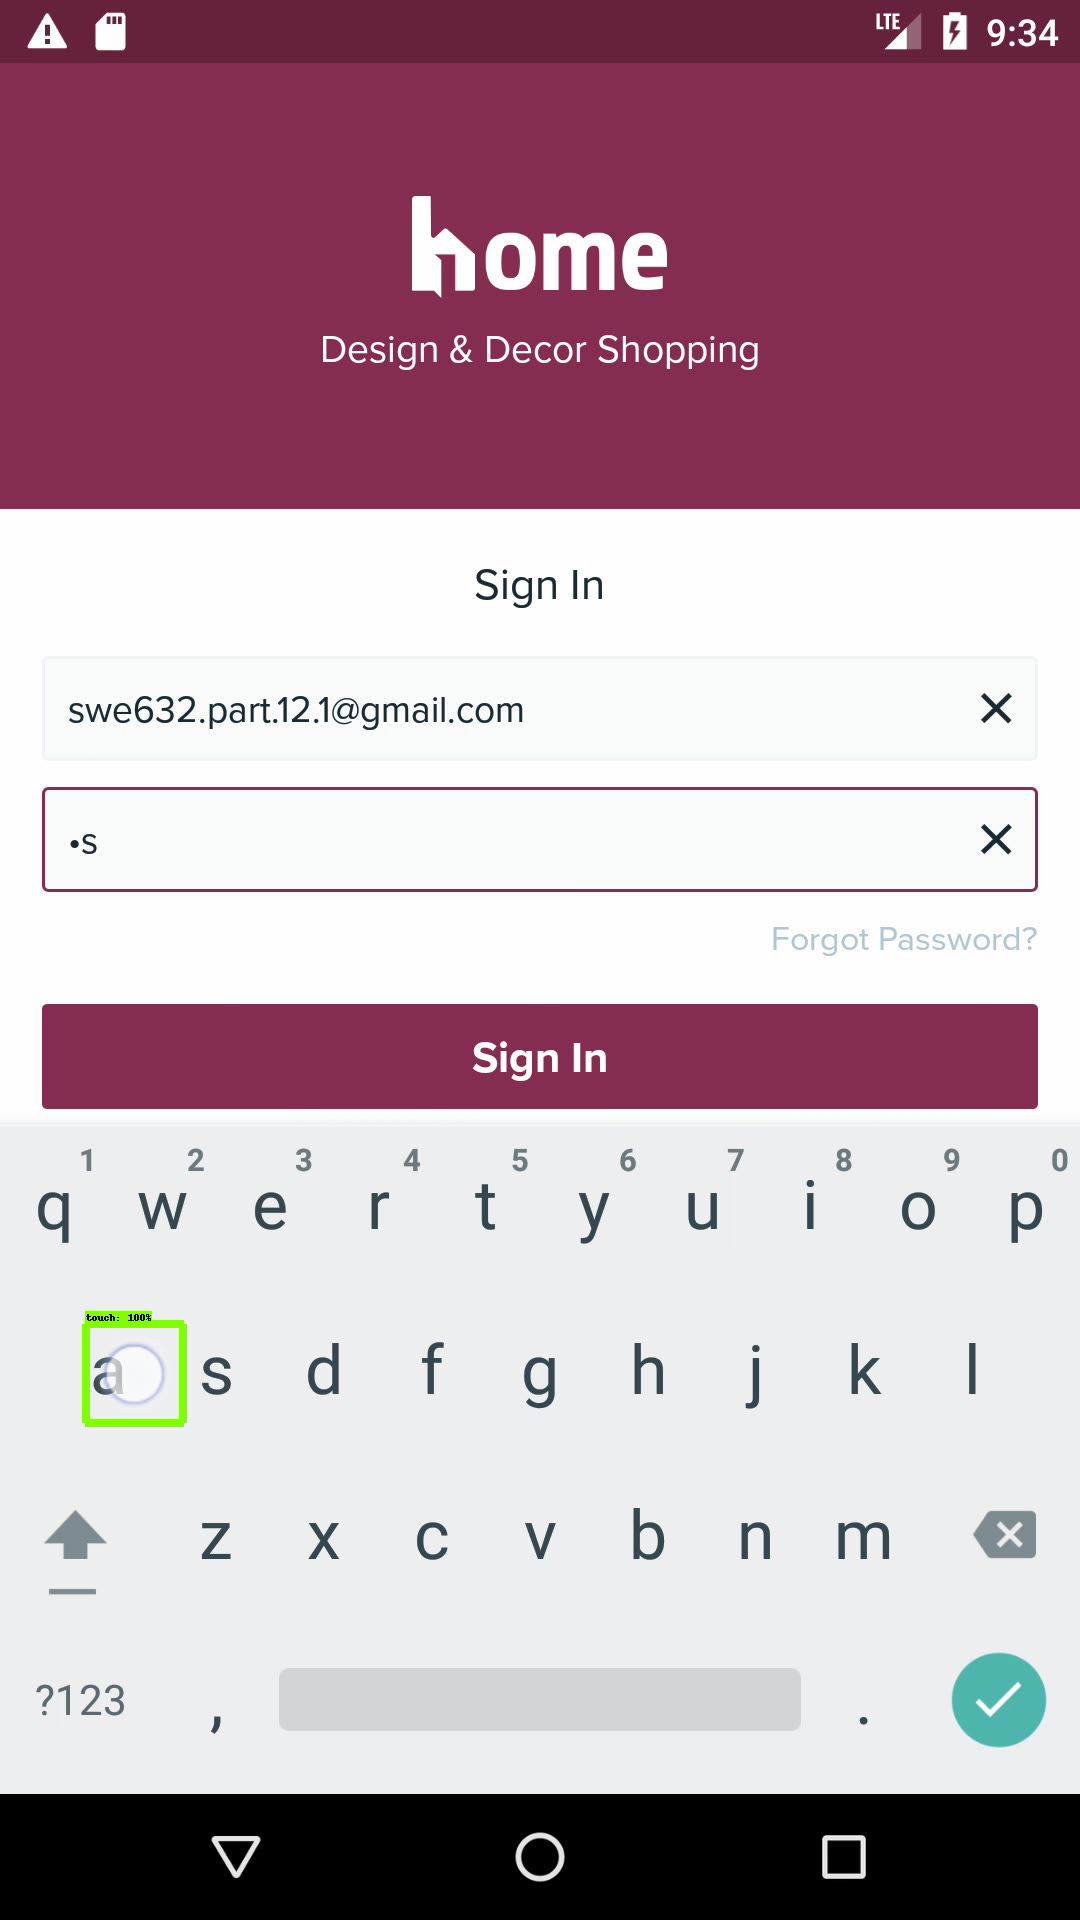 LTE 9:34
home
Design & Decor Shopping
Sign In
swe632.part.12.1@gmail.com
•s
Forgot Password?
Sign In
1 2 3 4 5 6 7 8 9 0
q w e r t y u i o p
touch: 100%
a s d f g h j k l
z x c v b n m
?123 , .